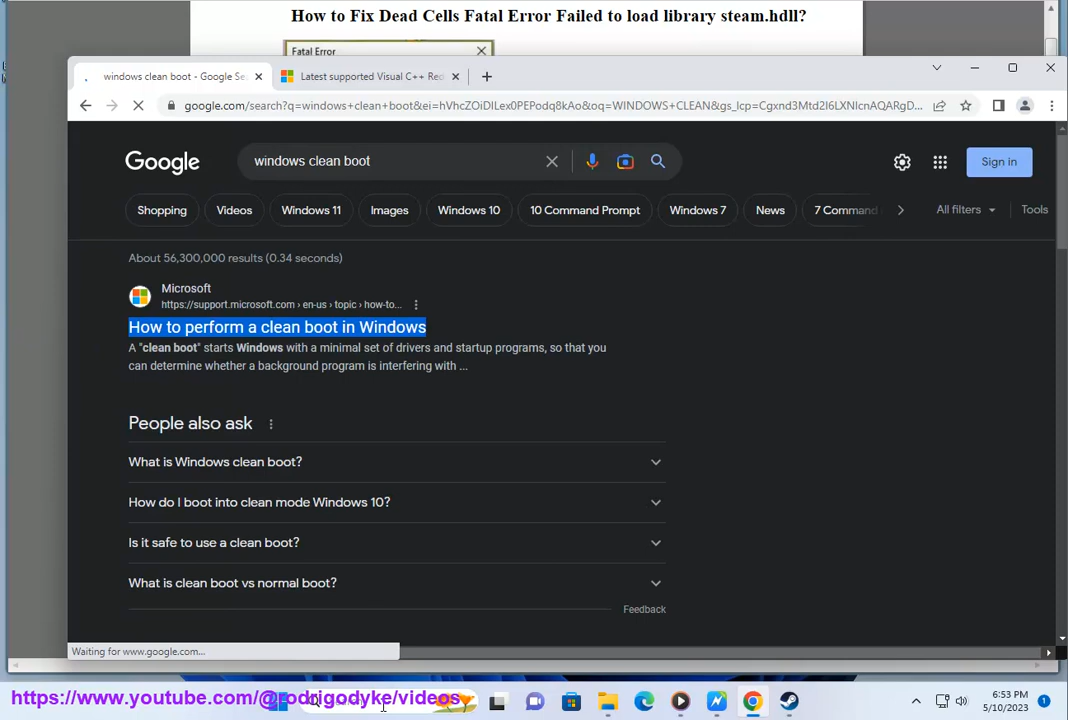 How to Fix Dead Cells Fatal Error Failed to load library steam.hdll?
Fatal Error
windows clean boot - Google Se
Latest supported Visual C++ Red
google.com/search?q=windows+clean+boot&ei=hVhcZOiDILex0PEPodq8kAo&oq=WINDOWS+CLEAN&gs_lcp=Cgxnd3Mtd2l6LXNlcnAQARgD...
Google
windows clean boot
Sign in
Shopping
Videos
Windows 11
Images
Windows 10
10 Command Prompt
Windows 7
News
7 Command
All filters
Tools
About 56,300,000 results (0.34 seconds)
Microsoft
https://support.microsoft.com › en-us › topic › how-to...
How to perform a clean boot in Windows
A "clean boot" starts Windows with a minimal set of drivers and startup programs, so that you
can determine whether a background program is interfering with ...
People also ask
What is Windows clean boot?
How do I boot into clean mode Windows 10?
Is it safe to use a clean boot?
What is clean boot vs normal boot?
Feedback
Waiting for www.google.com...
https://www.youtube.com/@rodrigodyke/videos
6:53 PM
5/10/2023
1